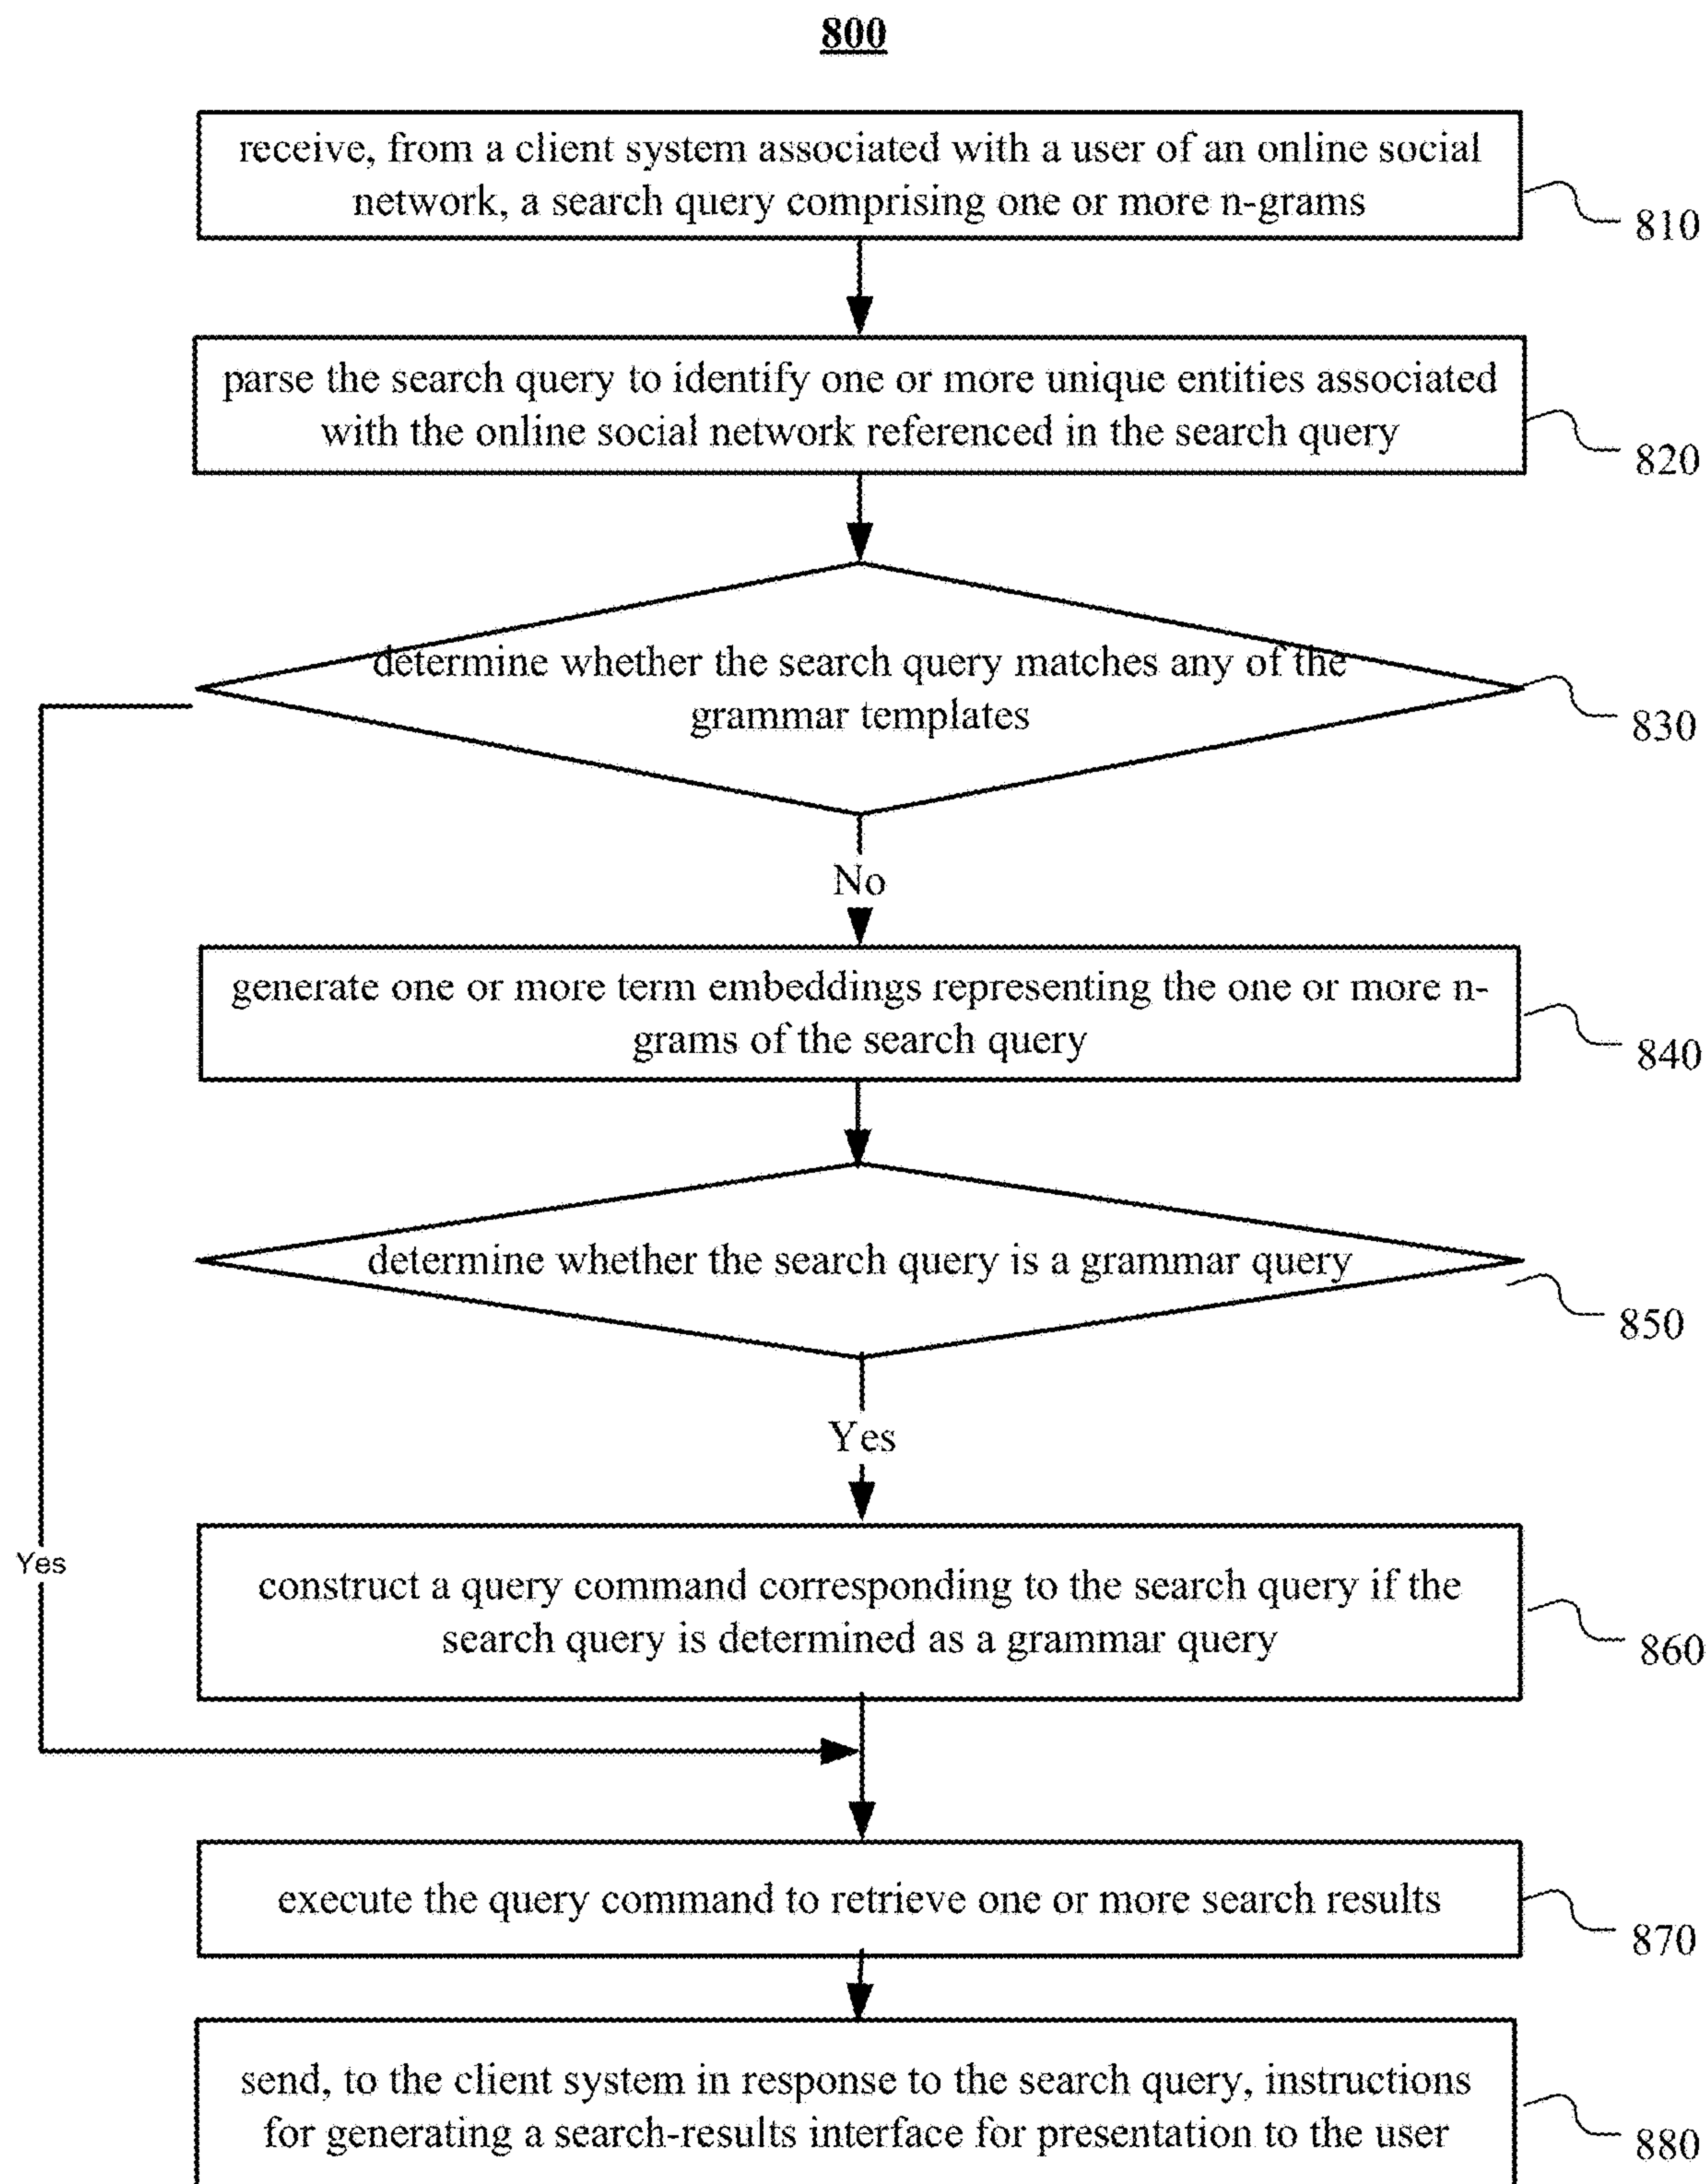 800
receive, from a client system associated with a user of an online social
network, a search query comprising one or more n-grams
810
parse the search query to identify one or more unique entities associated
with the online social network referenced in the search query
820
determine whether the search query matches any of the
grammar templates
830
No
generate one or more term embeddings representing the one or more n-
grams of the search query
840
determine whether the search query is a grammar query
850
Yes
Yes
construct a query command corresponding to the search query if the
search query is determined as a grammar query
860
execute the query command to retrieve one or more search results
870
send, to the client system in response to the search query, instructions
for generating a search-results interface for presentation to the user
880